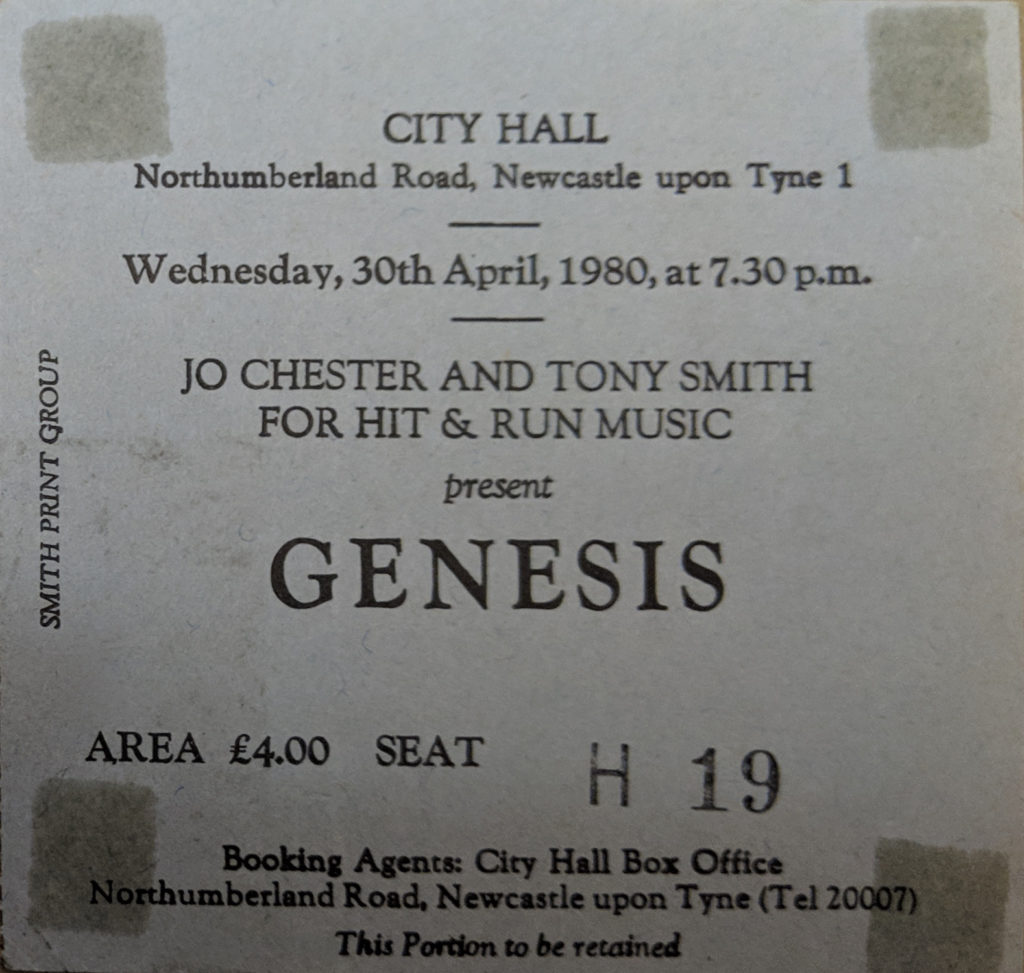 CITY HALL
Northumberland Road, Newcastle upon Tyne 1
Wednesday, 30th April, 1980, at 7.30 p.m.
JO CHESTER AND TONY SMITH
FOR HIT & RUN MUSIC
present
GENESIS
SMITH PRINT GROUP
AREA £4.00 SEAT H 19
Booking Agents: City Hall Box Office
Northumberland Road, Newcastle upon Tyne (Tel 20007)
This Portion to be retained